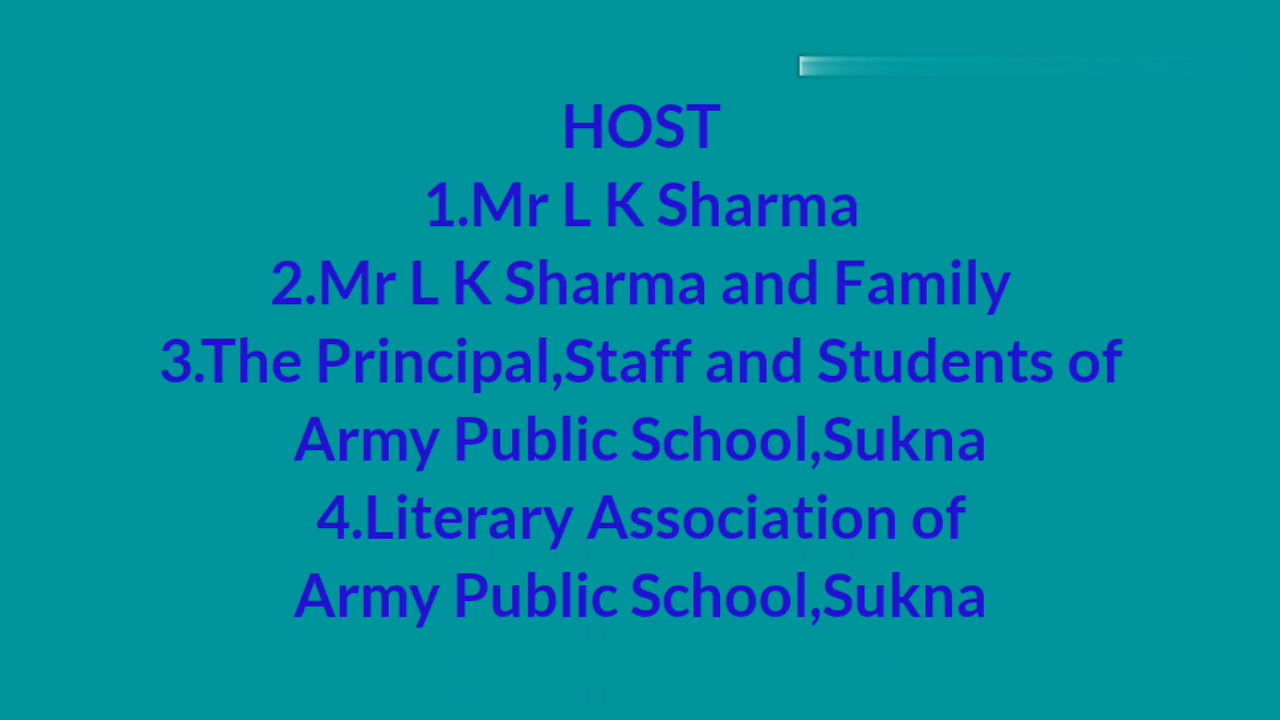 HOST
1.Mr L K Sharma
2.Mr L K Sharma and Family
3.The Principal,Staff and Students of
Army Public School,Sukna
4.Literary Association of
Army Public School,Sukna